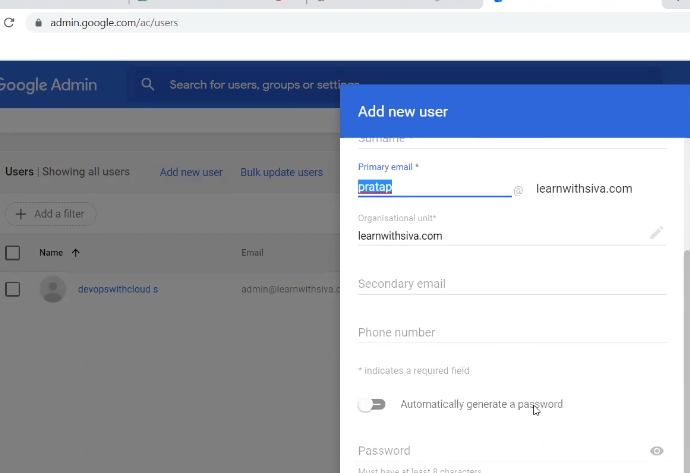 admin.google.com/ac/users
Google Admin
Search for users, groups or settings
Add new user
Surname *
Users | Showing all users
Add new user
Bulk update users
Primary email *
pratap @ learnwithsiva.com
Add a filter
Organisational unit*
learnwithsiva.com
Name
Email
devopswithcloud s
admin@learnwithsiva.c
Secondary email
Phone number
* indicates a required field
Automatically generate a password
Password
Must have at least 8 characters